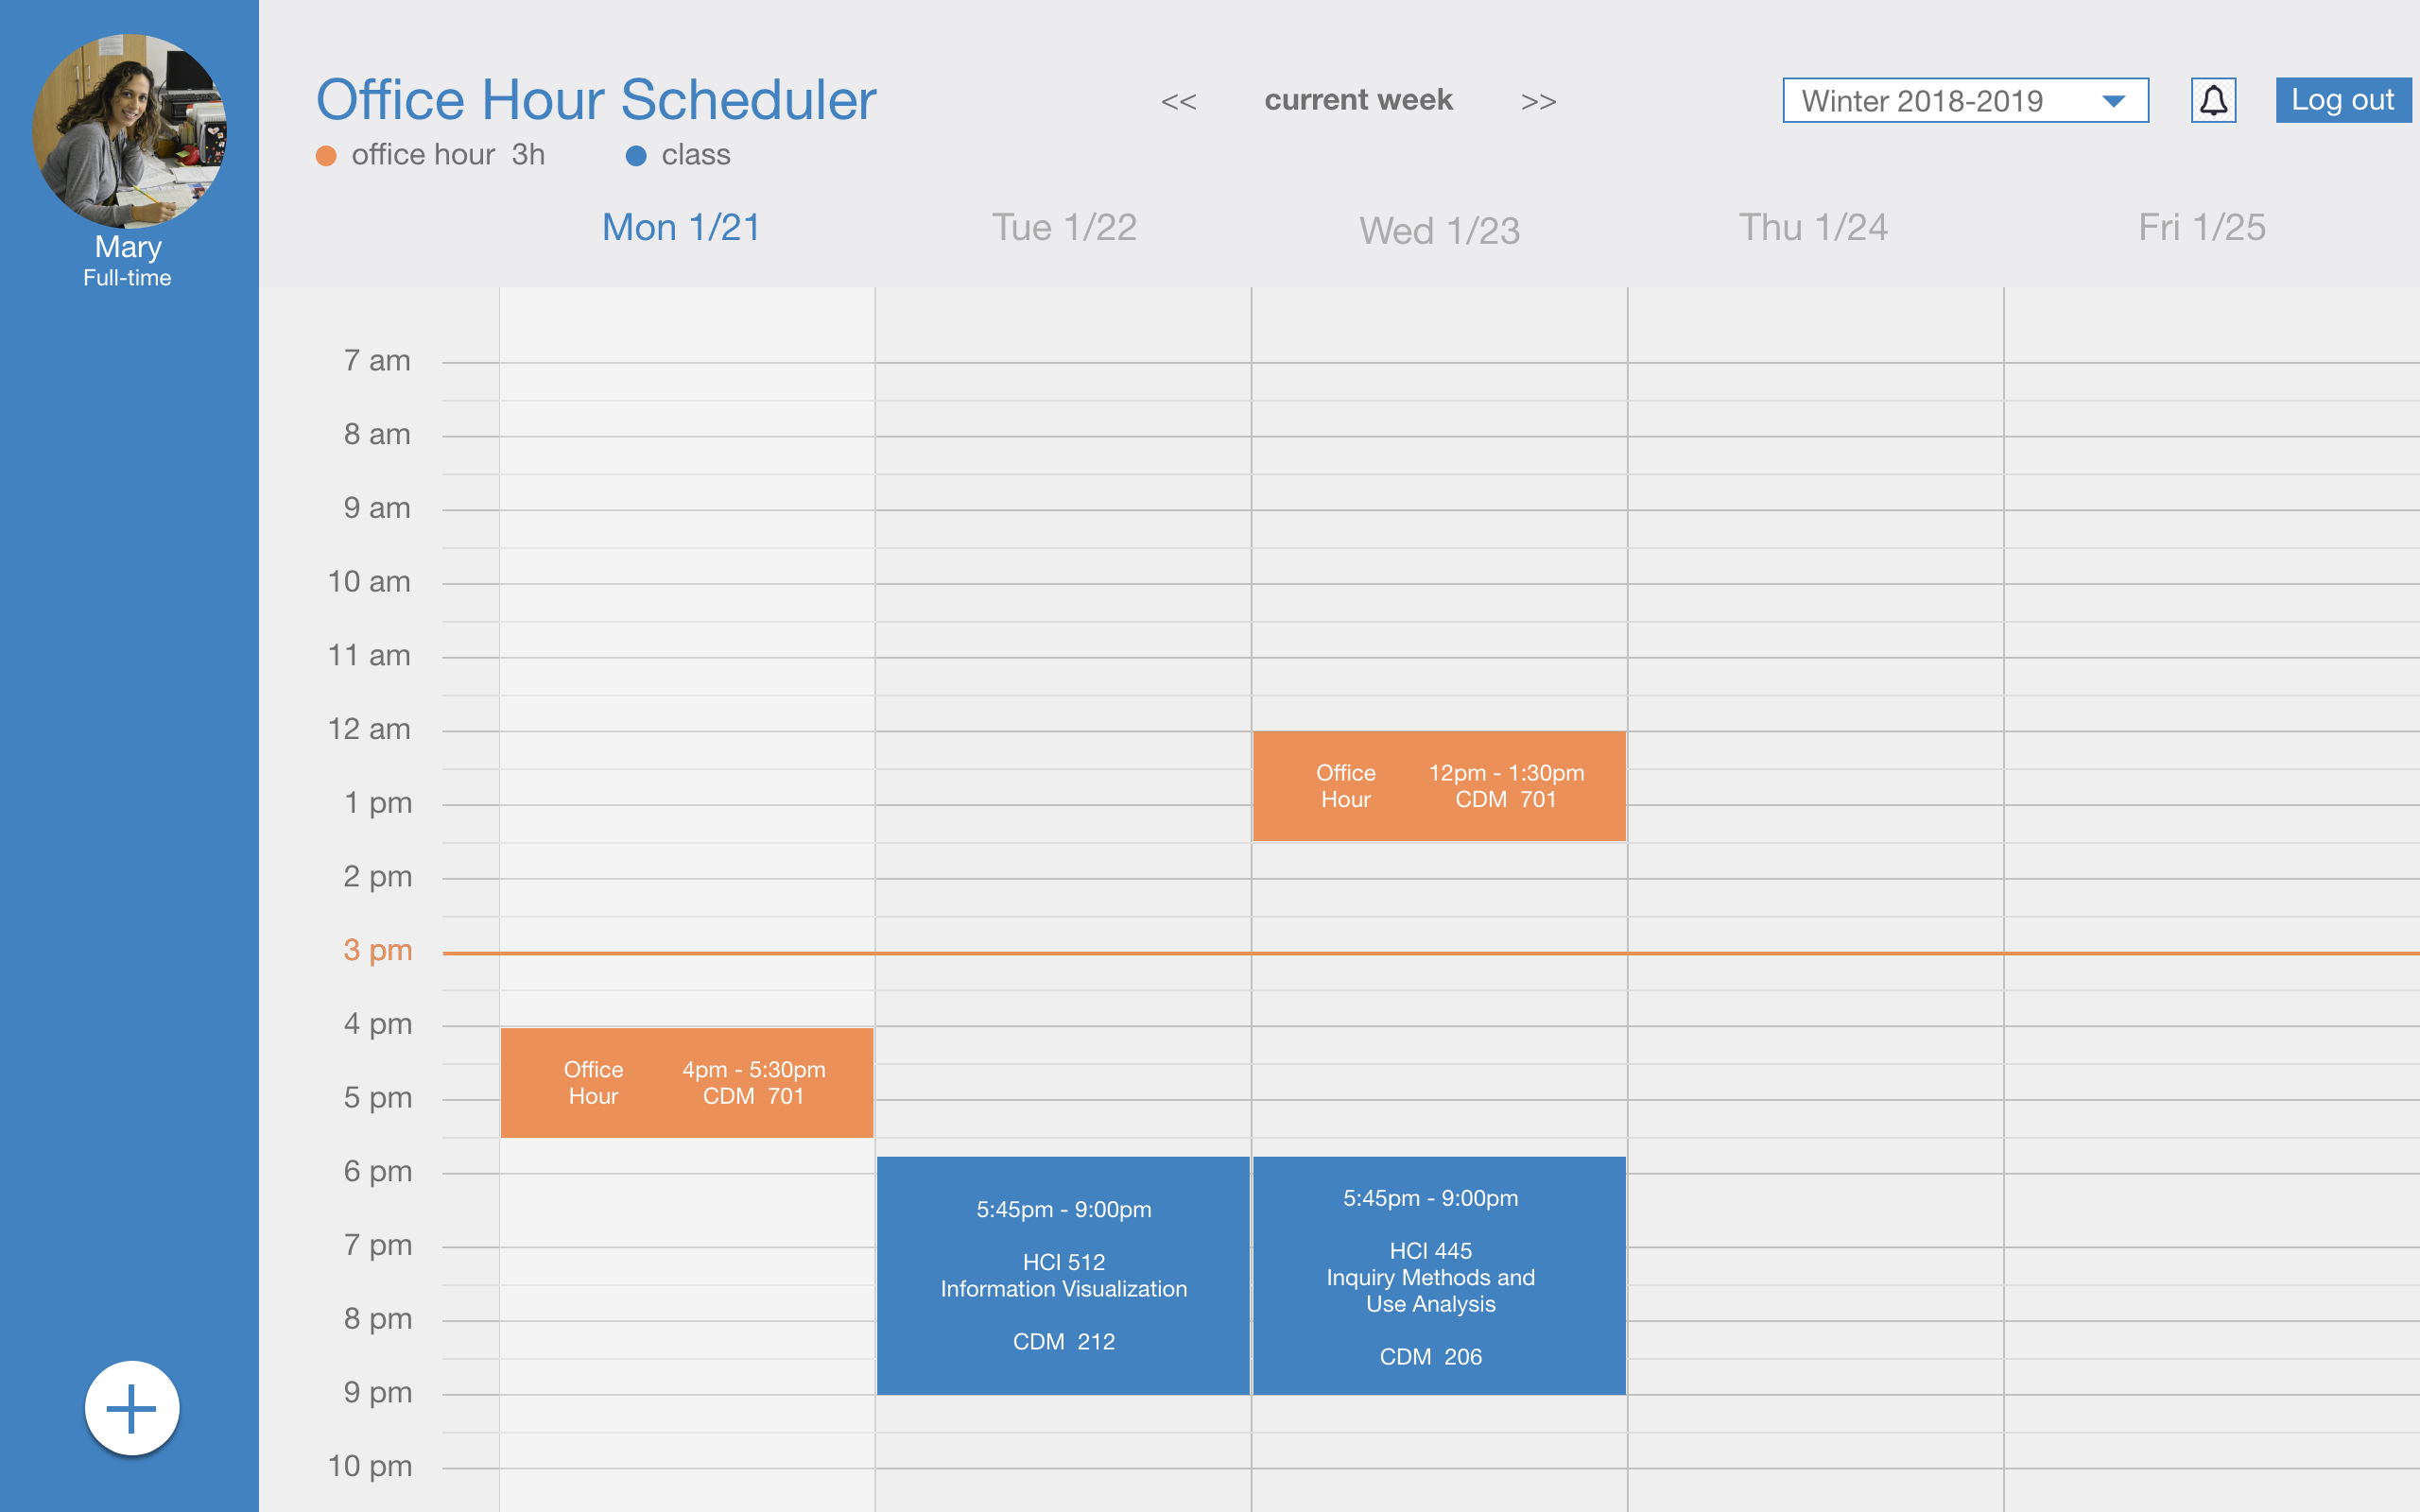 Mary
Full-time
Office Hour Scheduler
office hour 3h
class
<< current week >>
Winter 2018-2019
Log out
Mon 1/21
Tue 1/22
Wed 1/23
Thu 1/24
Fri 1/25
7 am
8 am
9 am
10 am
11 am
12 am
1 pm
2 pm
3 pm
4 pm
5 pm
6 pm
7 pm
8 pm
9 pm
10 pm
Office
Hour
4pm - 5:30pm
CDM 701
5:45pm - 9:00pm
HCI 512
Information Visualization
CDM 212
Office
Hour
12pm - 1:30pm
CDM 701
5:45pm - 9:00pm
HCI 445
Inquiry Methods and
Use Analysis
CDM 206